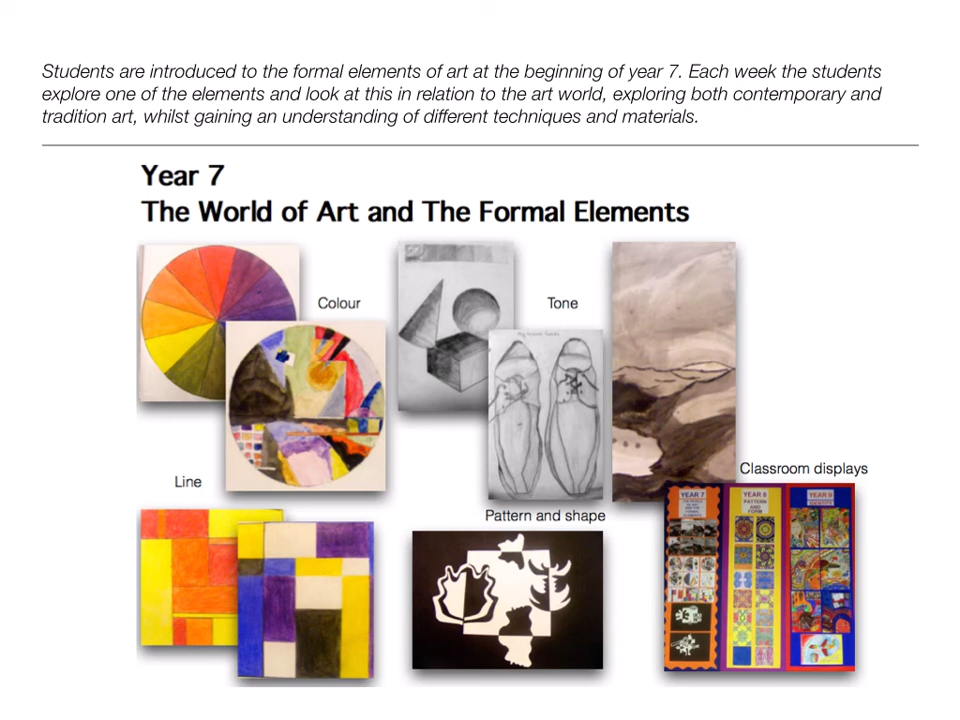 Students are introduced to the formal elements of art at the beginning of year 7. Each week the students
explore one of the elements and look at this in relation to the art world, exploring both contemporary and
tradition art, whilst gaining an understanding of different techniques and materials.
Year 7
The World of Art and The Formal Elements
Colour
Tone
Line
Pattern and shape
Classroom displays
YEAR 7
YEAR 8
PATTERN
AND
FORM
YEAR 9